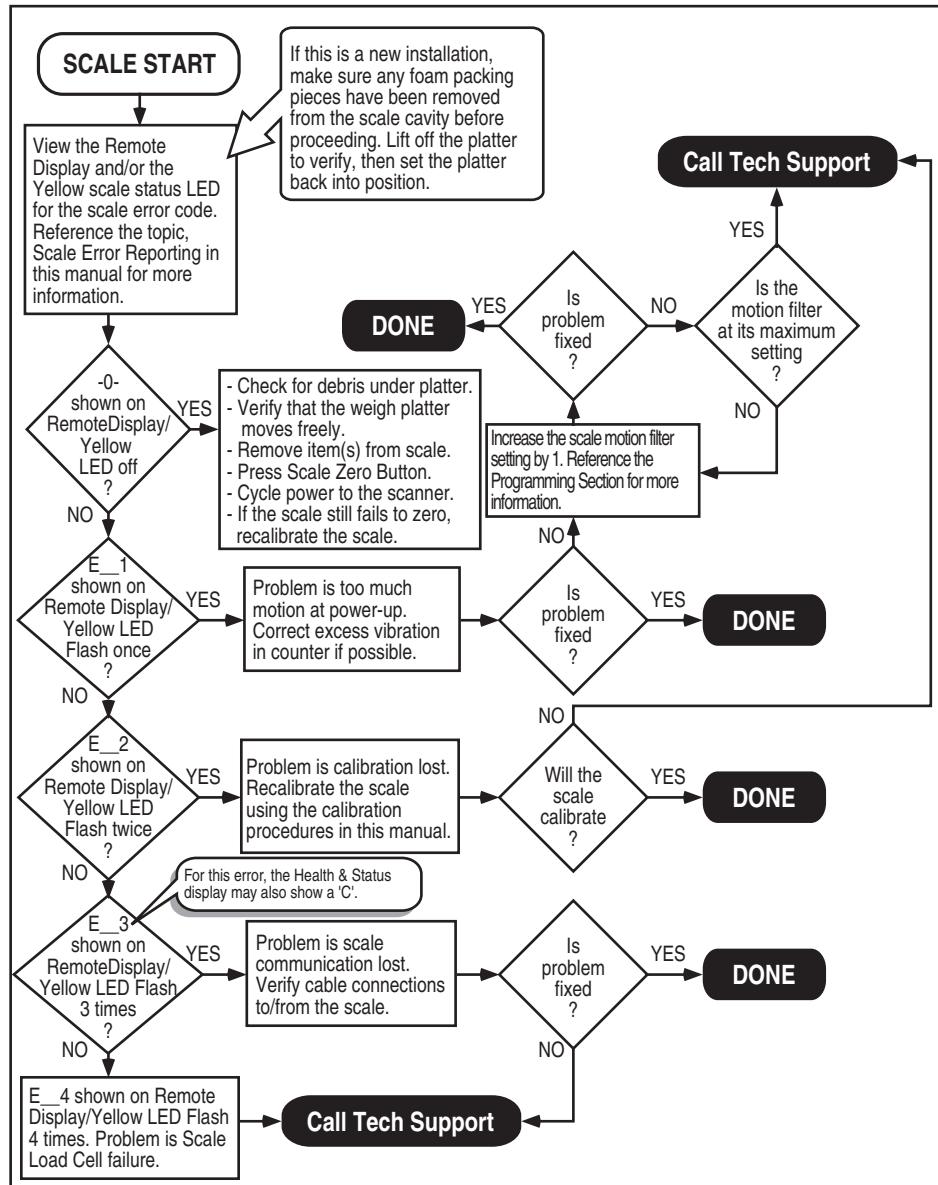 SCALE START
If this is a new installation,
make sure any foam packing
pieces have been removed
from the scale cavity before
proceeding. Lift off the platter
to verify, then set the platter
back into position.
View the Remote
Display and/or the
Yellow scale status LED
for the scale error code.
Reference the topic,
Scale Error Reporting in
this manual for more
information.
Call Tech Support
YES
Is the
motion filter
at its maximum
setting
?
NO
Is
problem
fixed
?
YES
NO
DONE
-0-
shown on
RemoteDisplay/
Yellow
LED off
?
YES
NO
- Check for debris under platter.
- Verify that the weigh platter
moves freely.
- Remove item(s) from scale.
- Press Scale Zero Button.
- Cycle power to the scanner.
- If the scale still fails to zero,
recalibrate the scale.
Increase the scale motion filter
setting by 1. Reference the
Programming Section for more
information.
NO
E__1
shown on
Remote Display/
Yellow LED
Flash once
?
YES
NO
Problem is too much
motion at power-up.
Correct excess vibration
in counter if possible.
Is
problem
fixed
?
YES
DONE
E__2
shown on
Remote Display/
Yellow LED
Flash twice
?
YES
NO
Problem is calibration lost.
Recalibrate the scale
using the calibration
procedures in this manual.
NO
Will the
scale
calibrate
?
YES
DONE
For this error, the Health & Status
display may also show a 'C'.
E__3
shown on
RemoteDisplay/
Yellow LED Flash
3 times
?
YES
NO
Problem is scale
communication lost.
Verify cable connections
to/from the scale.
Is
problem
fixed
?
YES
DONE
NO
E__4 shown on Remote
Display/Yellow LED Flash
4 times. Problem is Scale
Load Cell failure.
Call Tech Support